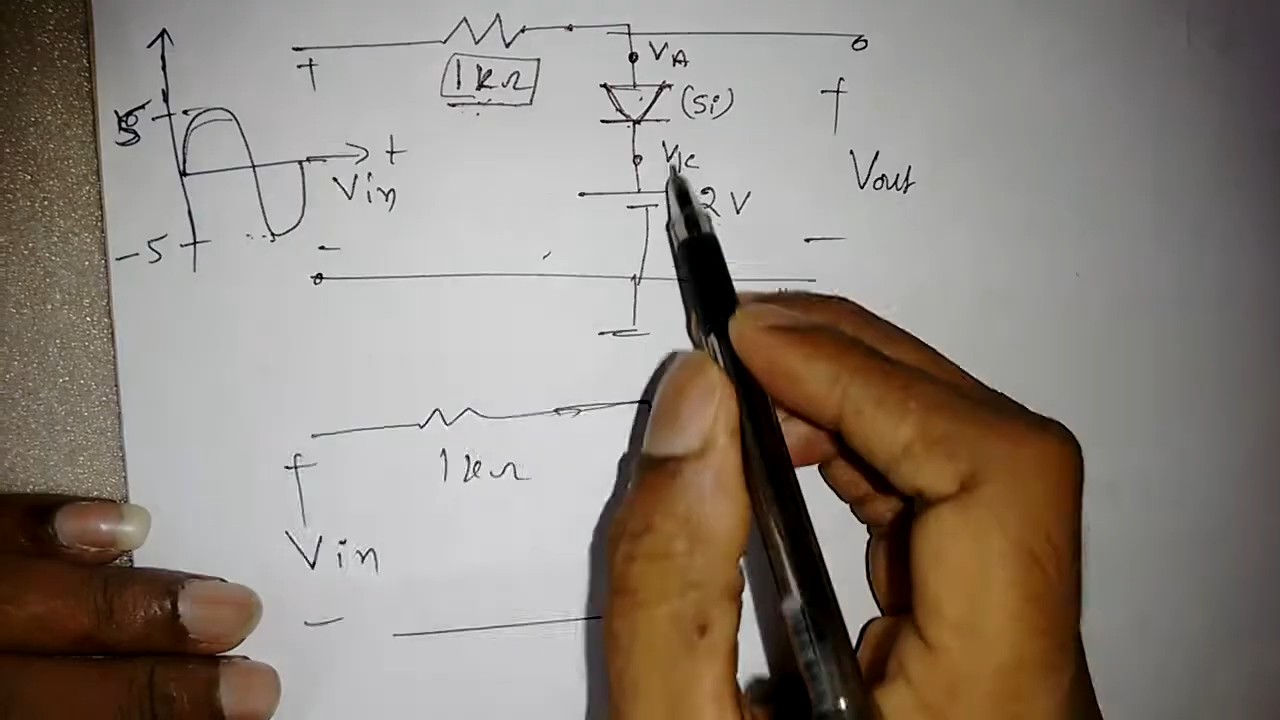 +
1kΩ
VA
(Si)
+
5
t
Vin
VK
2V
Vout
-5
-
-
+
1kΩ
Vin
-